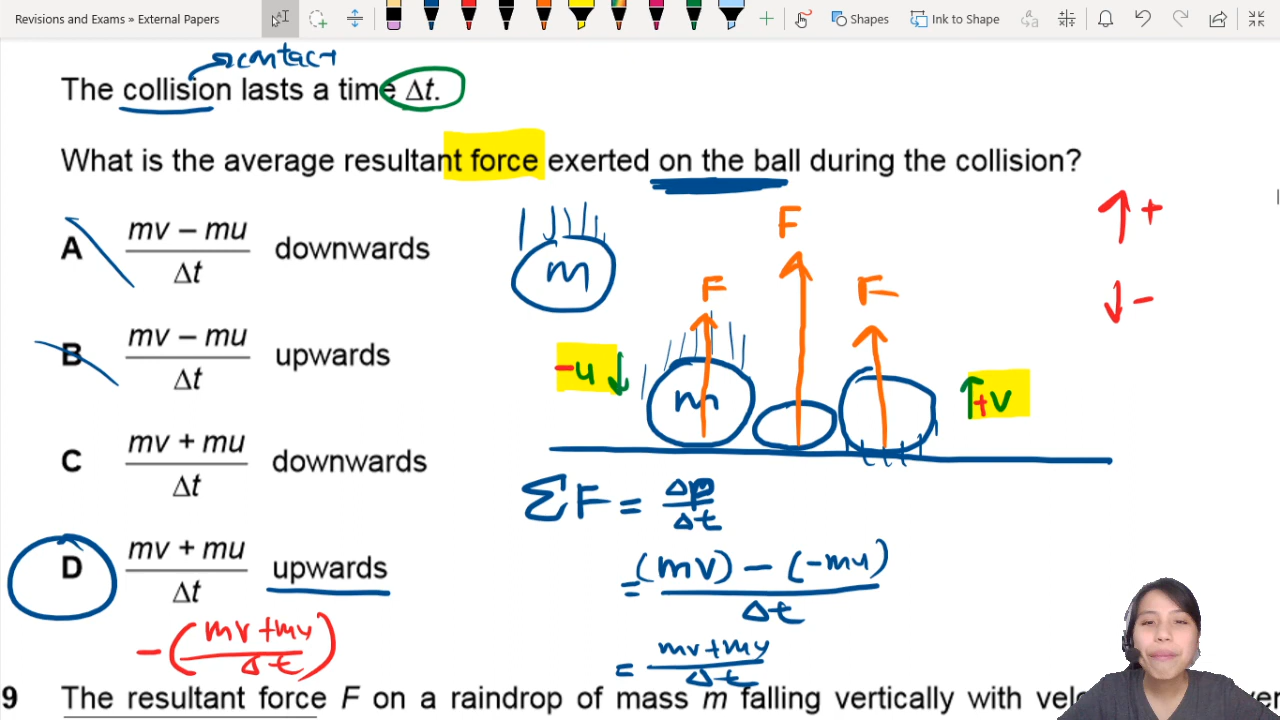 Revisions and Exams » External Papers
Shapes
Ink to Shape
contact
The collision lasts a time Δt.
What is the average resultant force exerted on the ball during the collision?
A mv – mu / Δt downwards
B mv – mu / Δt upwards
C mv + mu / Δt downwards
D mv + mu / Δt upwards
–(mv+mu / Δt)
m
F
F
F
↑+
↓–
–u↓
m
↑+v
ΣF = Δp / Δt
= (mv) – (-mu) / Δt
= mv+mu / Δt
9 The resultant force F on a raindrop of mass m falling vertically with